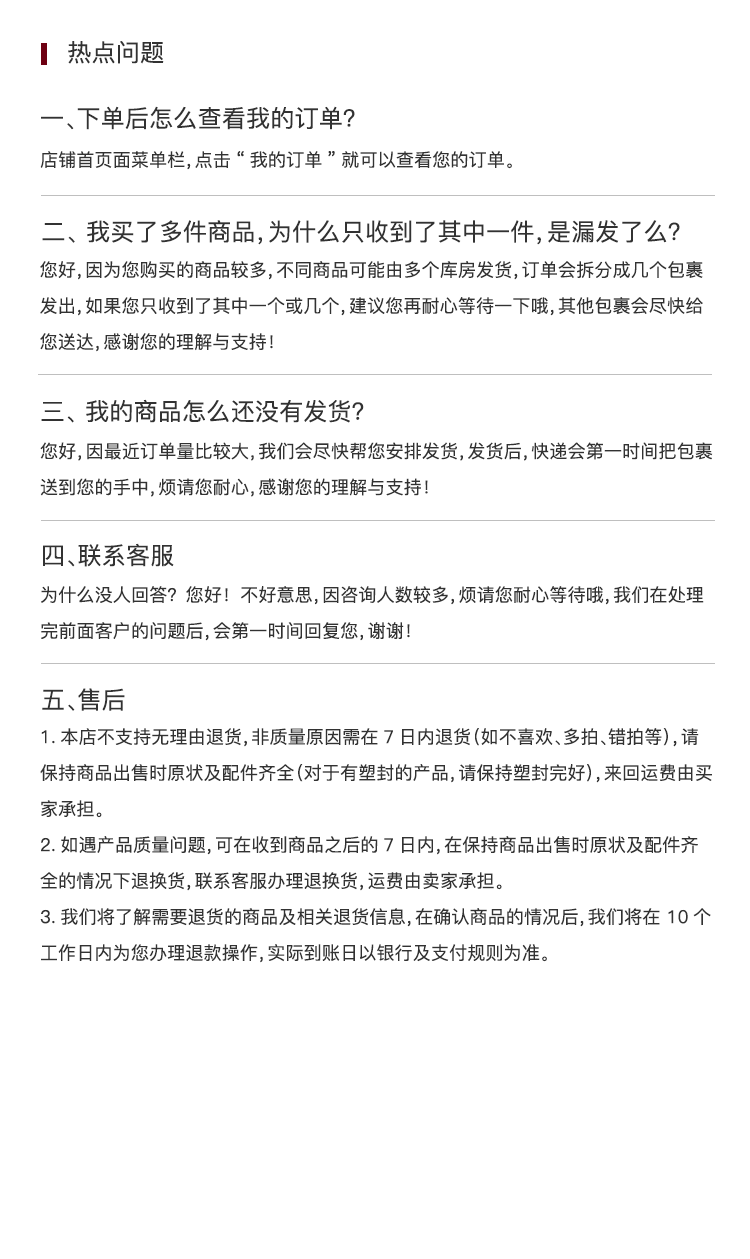 热点问题
一、下单后怎么查看我的订单?
店铺首页面菜单栏,点击“我的订单”就可以查看您的订单。
二、我买了多件商品,为什么只收到了其中一件,是漏发了么?
您好,因为您购买的商品较多,不同商品可能由多个库房发货,订单会拆分成几个包裹
发出,如果您只收到了其中一个或几个,建议您再耐心等待一下哦,其他包裹会尽快给
您送达,感谢您的理解与支持!
三、我的商品怎么还没有发货?
您好,因最近订单量比较大,我们会尽快帮您安排发货,发货后,快递会第一时间把包裹
送到您的手中,烦请您耐心,感谢您的理解与支持!
四、联系客服
为什么没人回答?您好!不好意思,因咨询人数较多,烦请您耐心等待哦,我们在处理
完前面客户的问题后,会第一时间回复您,谢谢!
五、售后
1. 本店不支持无理由退货,非质量原因需在 7 日内退货(如不喜欢、多拍、错拍等),请
保持商品出售时原状及配件齐全(对于有塑封的产品,请保持塑封完好),来回运费由买
家承担。
2. 如遇产品质量问题,可在收到商品之后的 7 日内,在保持商品出售时原状及配件齐
全的情况下退换货,联系客服办理退换货,运费由卖家承担。
3. 我们将了解需要退货的商品及相关退货信息,在确认商品的情况后,我们将在 10 个
工作日内为您办理退款操作,实际到账日以银行及支付规则为准。